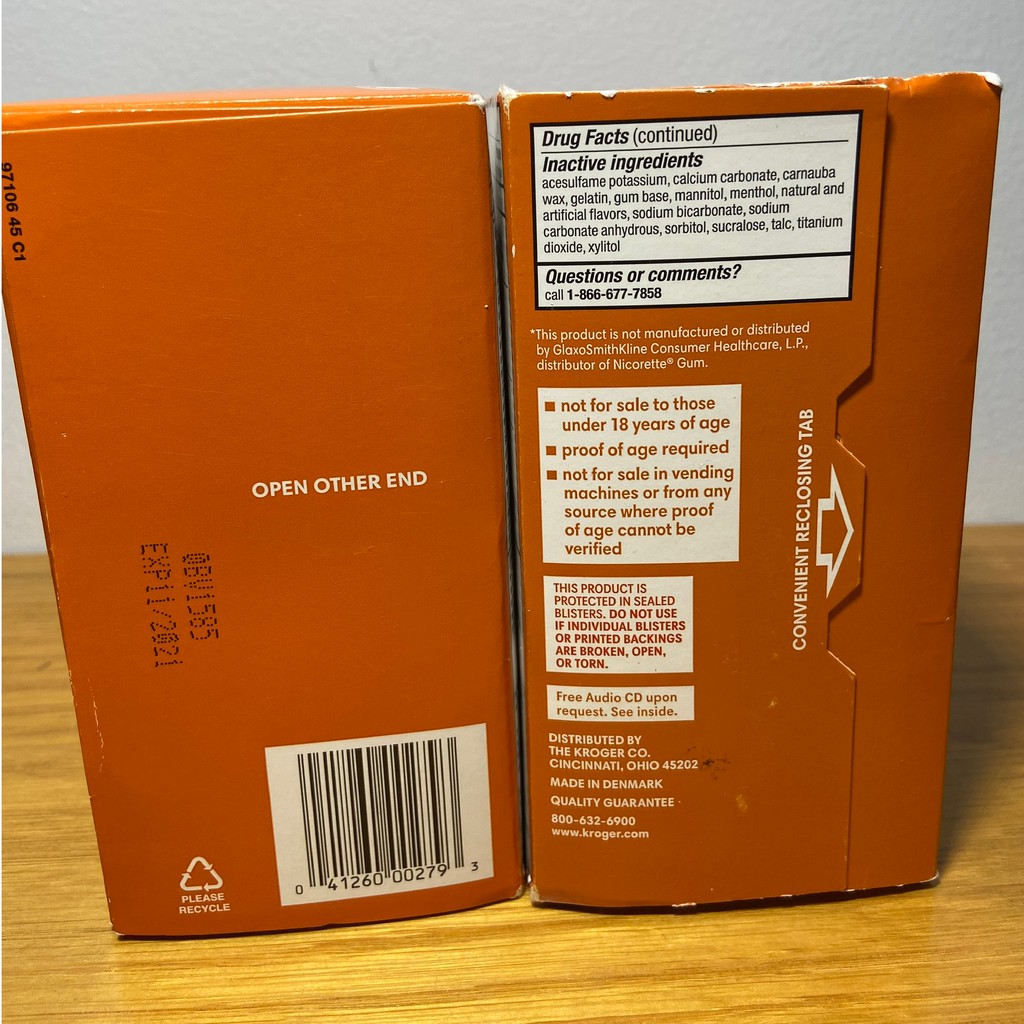 97106 45 C1
OPEN OTHER END
0BV1585
EXP11/2021
0 41260 00279 3
PLEASE
RECYCLE
Drug Facts (continued)
Inactive ingredients
acesulfame potassium, calcium carbonate, carnauba
wax, gelatin, gum base, mannitol, menthol, natural and
artificial flavors, sodium bicarbonate, sodium
carbonate anhydrous, sorbitol, sucralose, talc, titanium
dioxide, xylitol
Questions or comments?
call 1-866-677-7858
*This product is not manufactured or distributed
by GlaxoSmithKline Consumer Healthcare, L.P.,
distributor of Nicorette® Gum.
■ not for sale to those
under 18 years of age
■ proof of age required
■ not for sale in vending
machines or from any
source where proof
of age cannot be
verified
CONVENIENT RECLOSING TAB
THIS PRODUCT IS
PROTECTED IN SEALED
BLISTERS. DO NOT USE
IF INDIVIDUAL BLISTERS
OR PRINTED BACKINGS
ARE BROKEN, OPEN,
OR TORN.
Free Audio CD upon
request. See inside.
DISTRIBUTED BY
THE KROGER CO.
CINCINNATI, OHIO 45202
MADE IN DENMARK
QUALITY GUARANTEE
800-632-6900
www.kroger.com